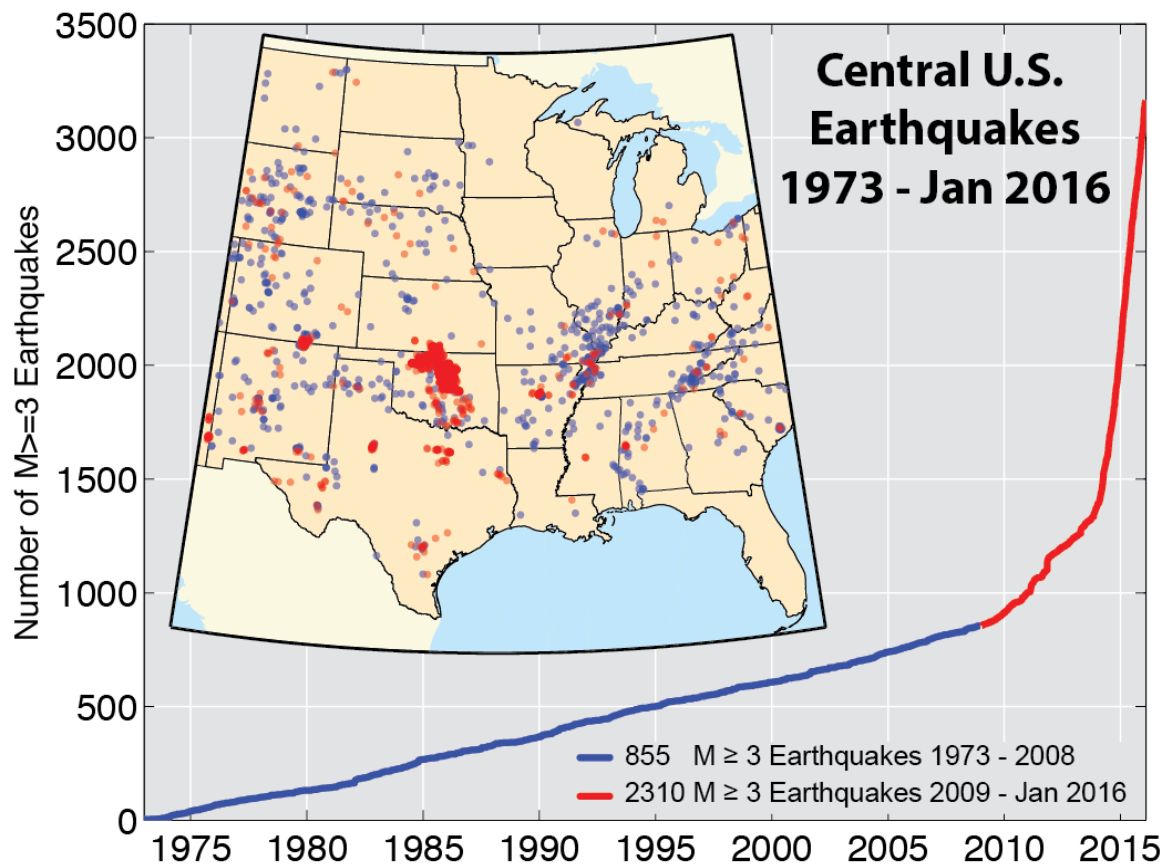 Central U.S.
Earthquakes
1973 - Jan 2016
Number of M>=3 Earthquakes
3500
3000
2500
2000
1500
1000
500
0
855 M ≥ 3 Earthquakes 1973 - 2008
2310 M ≥ 3 Earthquakes 2009 - Jan 2016
1975 1980 1985 1990 1995 2000 2005 2010 2015